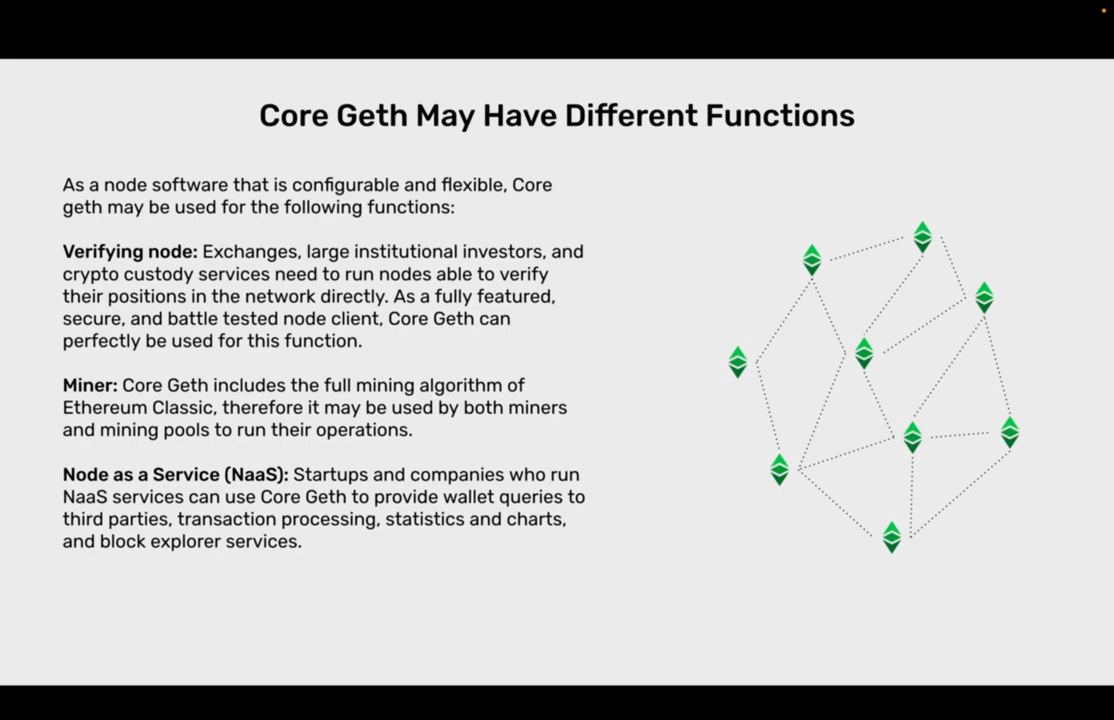 Core Geth May Have Different Functions
As a node software that is configurable and flexible, Core
geth may be used for the following functions:
Verifying node: Exchanges, large institutional investors, and
crypto custody services need to run nodes able to verify
their positions in the network directly. As a fully featured,
secure, and battle tested node client, Core Geth can
perfectly be used for this function.
Miner: Core Geth includes the full mining algorithm of
Ethereum Classic, therefore it may be used by both miners
and mining pools to run their operations.
Node as a Service (NaaS): Startups and companies who run
NaaS services can use Core Geth to provide wallet queries to
third parties, transaction processing, statistics and charts,
and block explorer services.